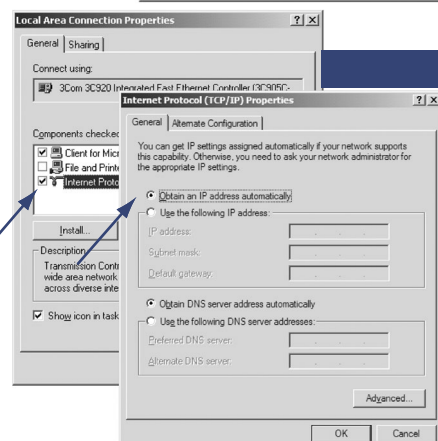 Local Area Connection Properties
General Sharing
Connect using:
3Com 3C920 Integrated Fast Ethernet Controller (3C905C-
Components checked
Client for Micr
File and Printe
Internet Proto
Install...
Description
Transmission Contr
wide area network
across diverse inte
Show icon in task
Internet Protocol (TCP/IP) Properties
General Alternate Configuration
You can get IP settings assigned automatically if your network supports
this capability. Otherwise, you need to ask your network administrator for
the appropriate IP settings.
Obtain an IP address automatically
Use the following IP address:
IP address:
Subnet mask:
Default gateway:
Obtain DNS server address automatically
Use the following DNS server addresses:
Preferred DNS server:
Alternate DNS server:
Advanced...
OK Cancel